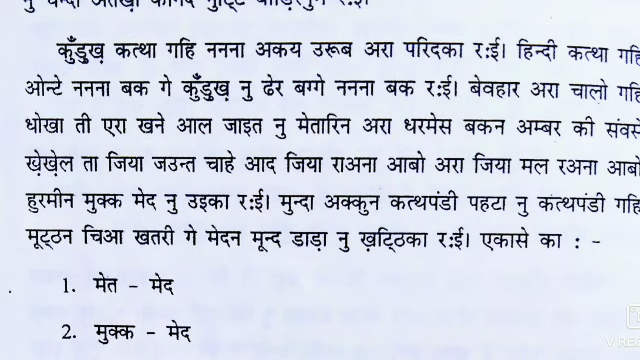 कुँड़ुख़ कत्था गहि ननना अकय उरूब अरा परिदका र:ई। हिन्दी कत्था गहि
ओन्टे ननना बक गे कुँड़ुख़ नु ढेर बग्गे ननना बक र:ई। बेवहार अरा चालो गहि
धोखा ती एरा खने आल जाइत नु मेतारिन अरा धरमेस बकन अम्बर की संवसे
खे़खे़ल ता जिया जउन्त चाहे आद जिया राअना आबो अरा जिया मल रअना आबो
हुरमीन मुक्क मेद नु उइका र:ई। मुन्दा अक्कुन कत्थपंडी पहटा नु कत्थपंडी गहि
मूट्ठन चिआ खतरी गे मेदन मून्द डाड़ा नु ख़ट्ठिका र:ई। एकासे का : -
1. मेत - मेद
2. मुक्क - मेद